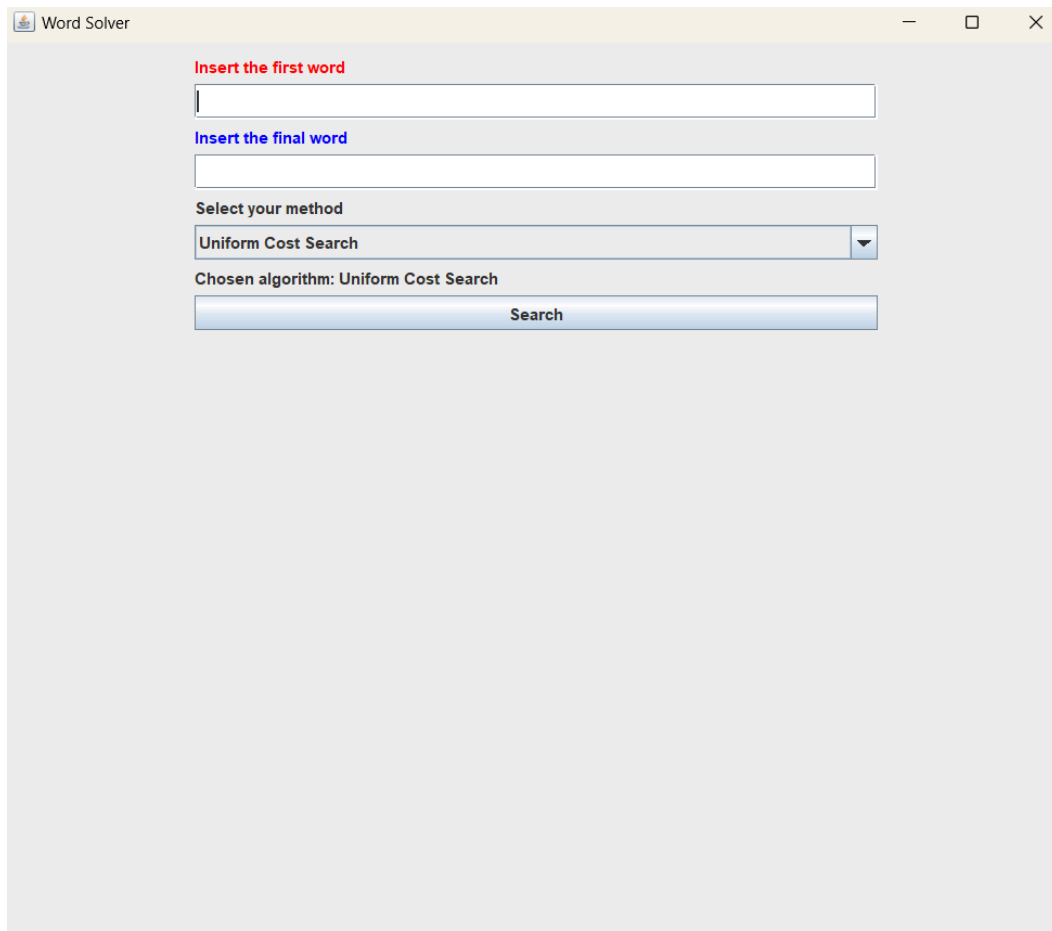 Word Solver
Insert the first word
Insert the final word
Select your method
Uniform Cost Search
Chosen algorithm: Uniform Cost Search
Search